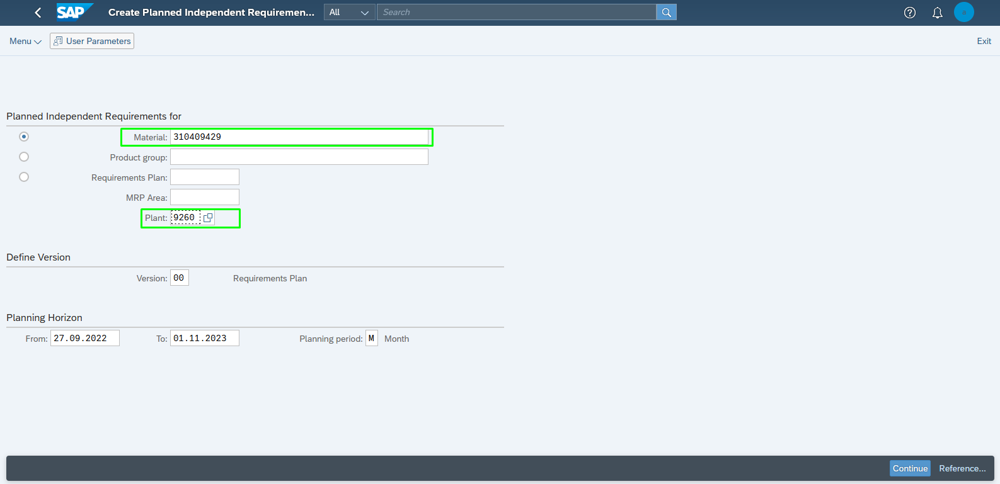 SAP Create Planned Independent Requiremen... All Search a
Menu User Parameters Exit
Planned Independent Requirements for
Material: 310409429
Product group:
Requirements Plan:
MRP Area:
Plant: 9260
Define Version
Version: 00 Requirements Plan
Planning Horizon
From: 27.09.2022 To: 01.11.2023 Planning period: M Month
Continue Reference...